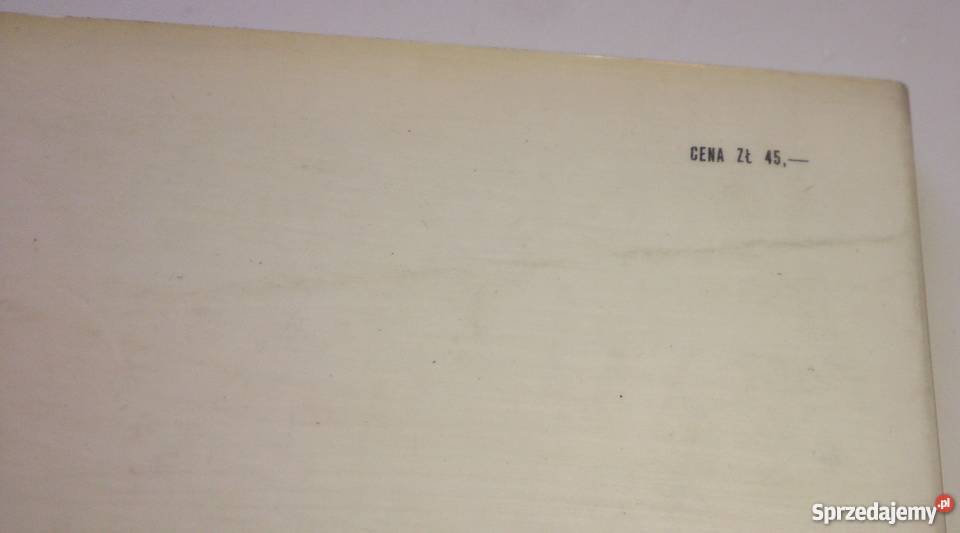 CENA ZŁ 45,—
Sprzedajemy.pl